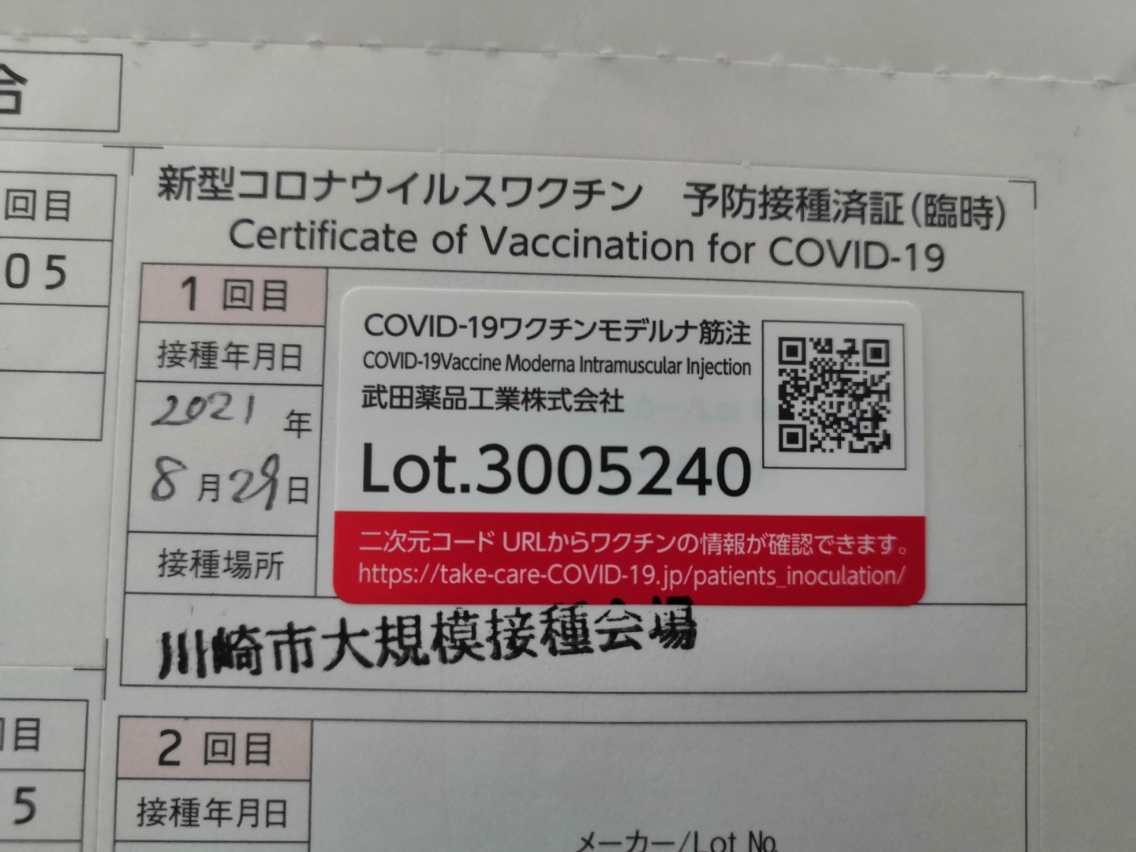 合
回目
05
新型コロナウイルスワクチン 予防接種済証(臨時)
Certificate of Vaccination for COVID-19
1 回目
接種年月日
2021 年
8 月 29 日
接種場所
COVID-19ワクチンモデルナ筋注
COVID-19Vaccine Moderna Intramuscular Injection
武田薬品工業株式会社
Lot.3005240
二次元コード URLからワクチンの情報が確認できます。
https://take-care-COVID-19.jp/patients_inoculation/
川崎市大規模接種会場
回目
5
2 回目
接種年月日
メーカー/Lot No.